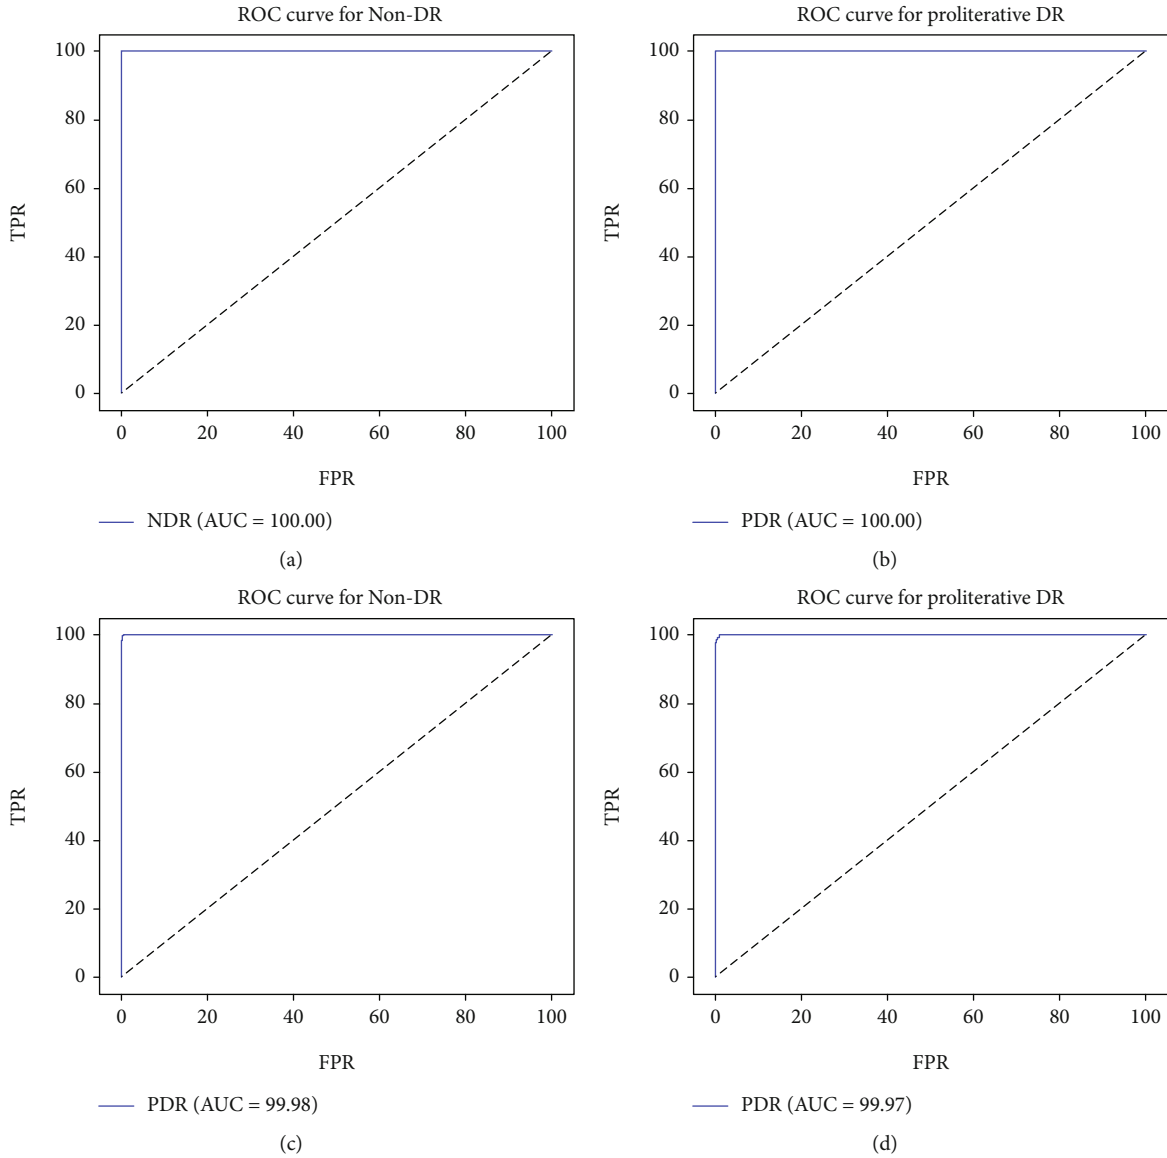 ROC curve for Non-DR
100
80
60
40
20
0
TPR
0 20 40 60 80 100
FPR
NDR (AUC = 100.00)
(a)
ROC curve for proliterative DR
100
80
60
40
20
0
TPR
0 20 40 60 80 100
FPR
PDR (AUC = 100.00)
(b)
ROC curve for Non-DR
100
80
60
40
20
0
TPR
0 20 40 60 80 100
FPR
PDR (AUC = 99.98)
(c)
ROC curve for proliterative DR
100
80
60
40
20
0
TPR
0 20 40 60 80 100
FPR
PDR (AUC = 99.97)
(d)